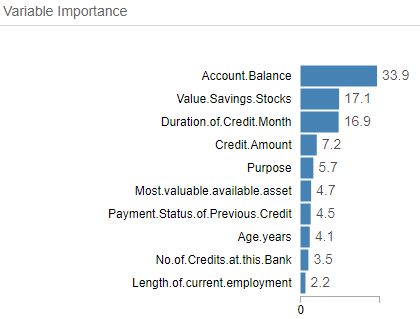 Variable Importance
Account.Balance 33.9
Value.Savings.Stocks 17.1
Duration.of.Credit.Month 16.9
Credit.Amount 7.2
Purpose 5.7
Most.valuable.available.asset 4.7
Payment.Status.of.Previous.Credit 4.5
Age.years 4.1
No.of.Credits.at.this.Bank 3.5
Length.of.current.employment 2.2
0